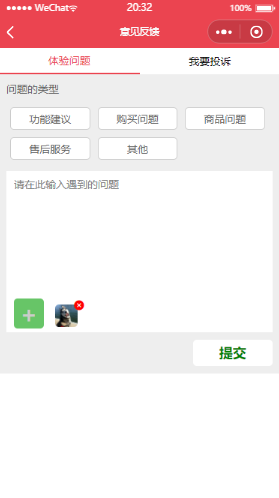 WeChat 20:32 100%
意见反馈
体验问题 我要投诉
问题的类型
功能建议 购买问题 商品问题
售后服务 其他
请在此输入遇到的问题
+
提交